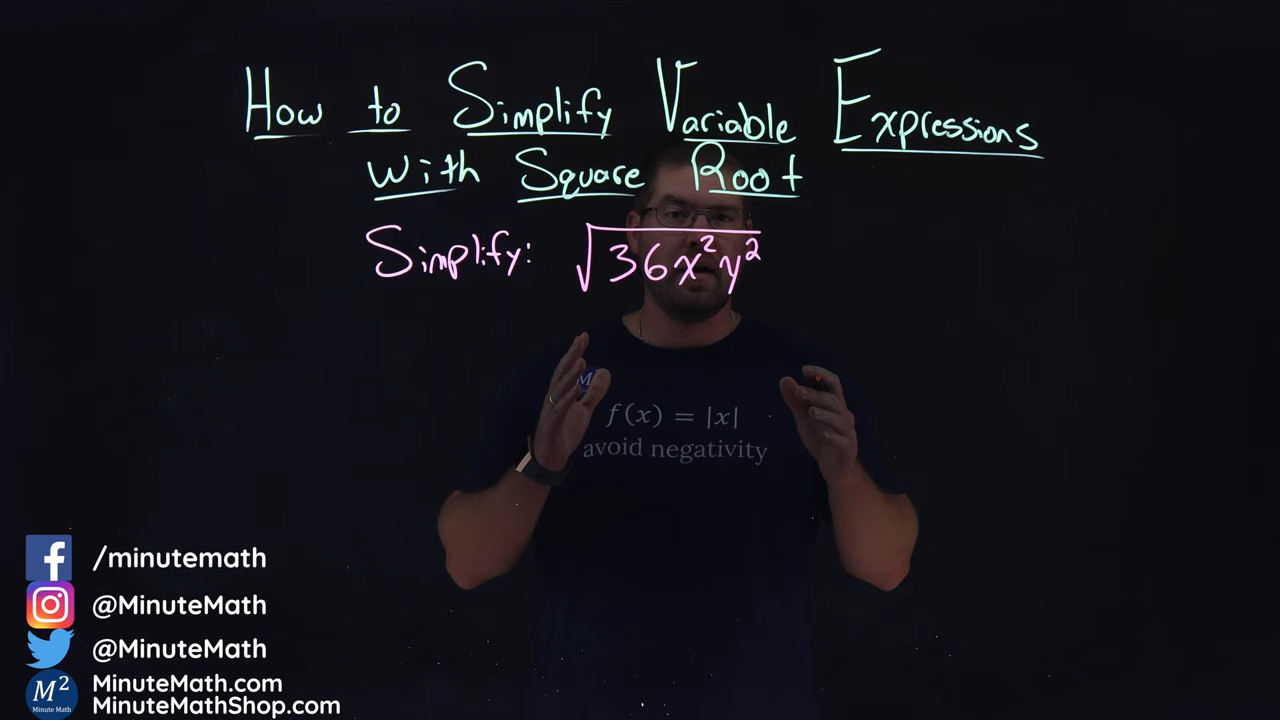 How to Simplify Variable Expressions
With Square Root
Simplify: √36x²y²
M²
f(x) = |x|
avoid negativity
/minutemath
@MinuteMath
@MinuteMath
M²
Minute Math
MinuteMath.com
MinuteMathShop.com